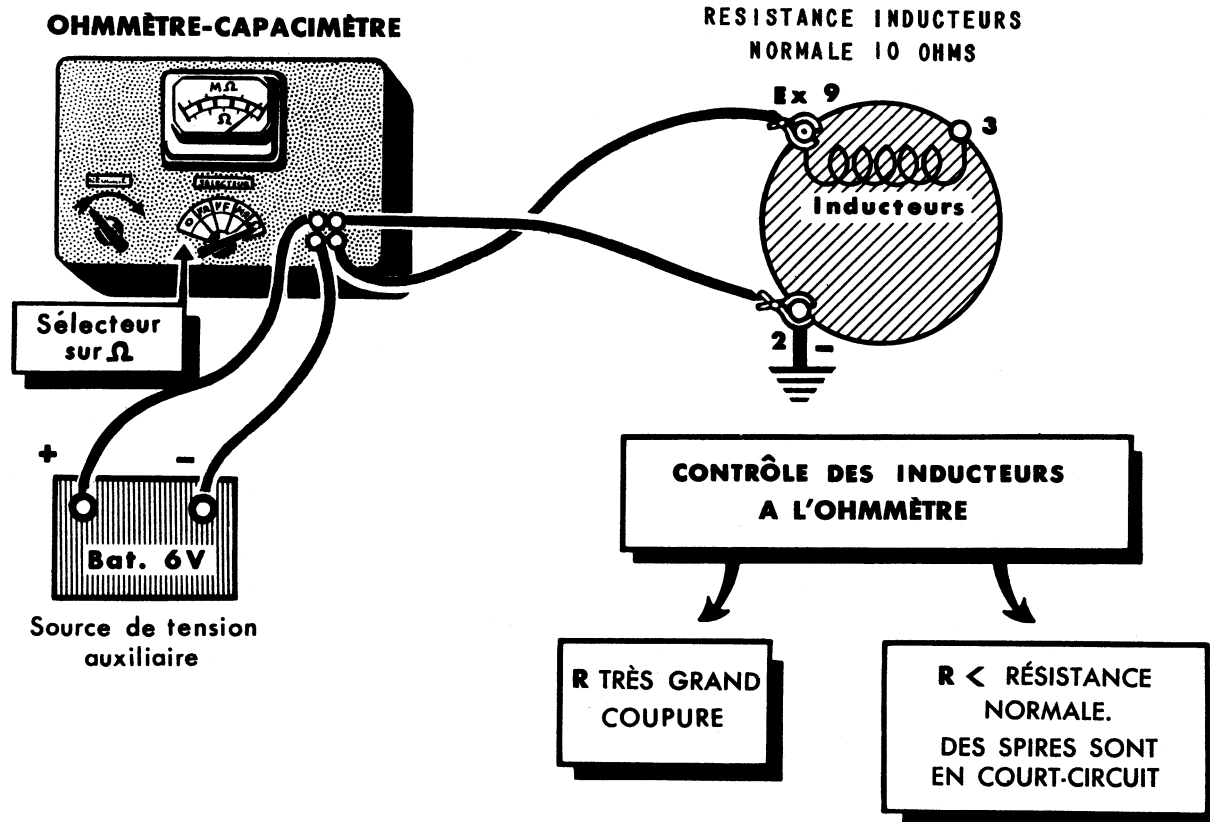 OHMMÈTRE-CAPACIMÈTRE
RESISTANCE INDUCTEURS
NORMALE 10 OHMS
MΩ
Ω
SÉLECTEUR
Ex 9
3
Inducteurs
2
-
Sélecteur
sur Ω
+ -
Bat. 6V
Source de tension
auxiliaire
CONTRÔLE DES INDUCTEURS
A L'OHMMÈTRE
R TRÈS GRAND
COUPURE
R < RÉSISTANCE
NORMALE.
DES SPIRES SONT
EN COURT-CIRCUIT